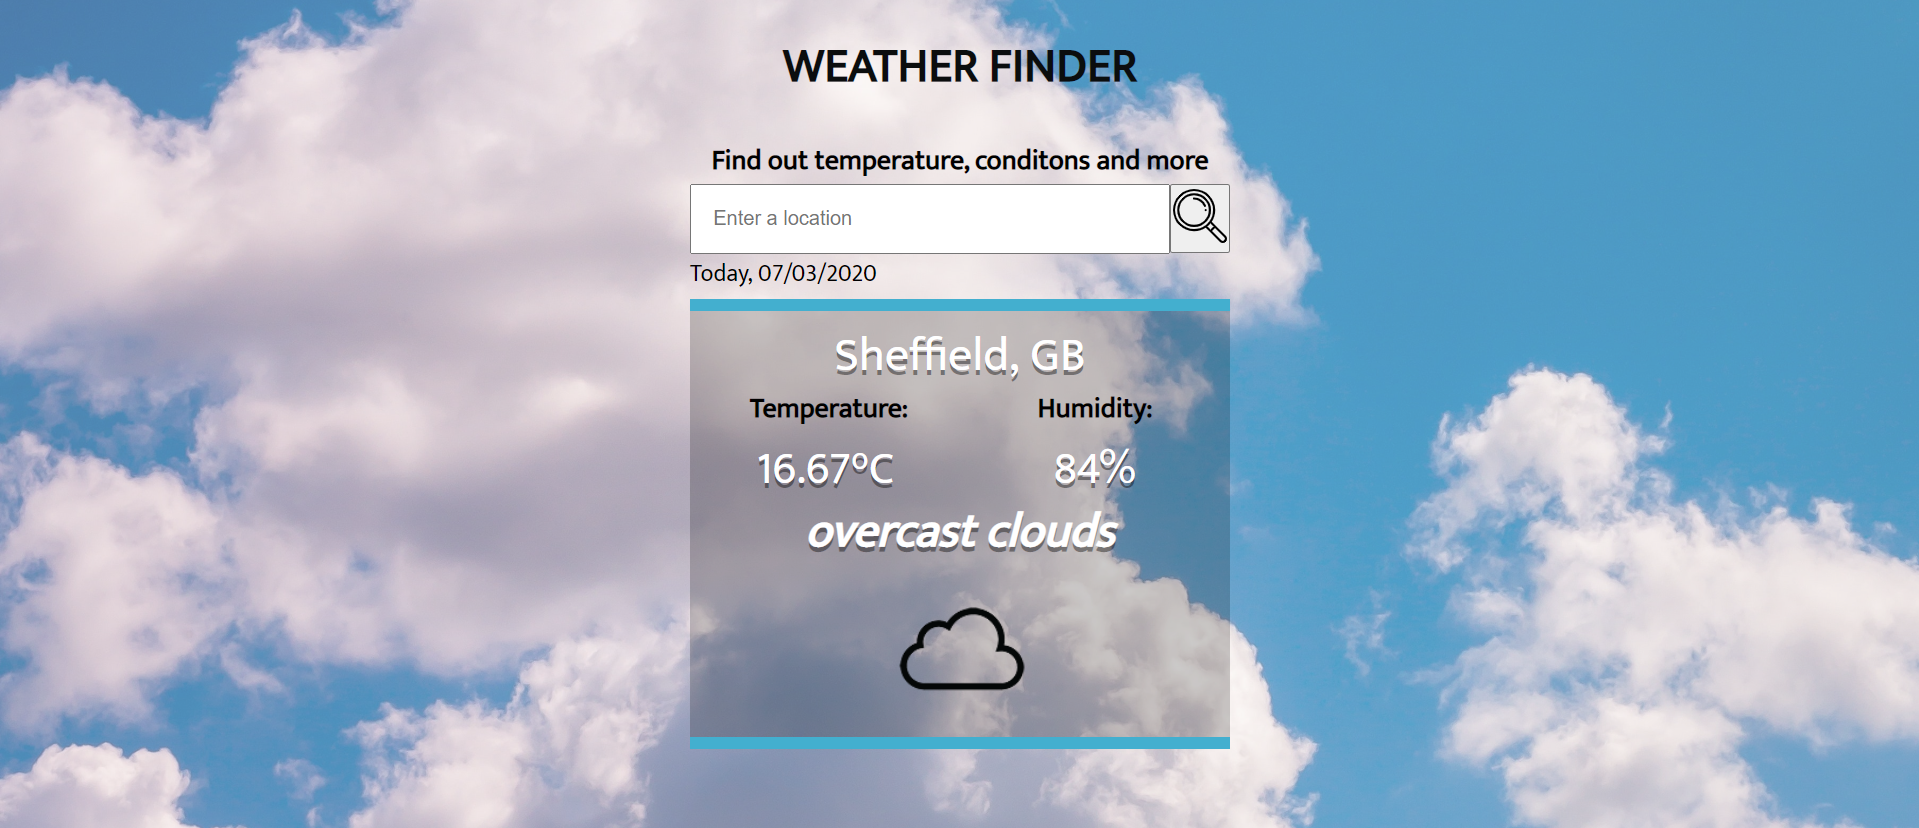 WEATHER FINDER
Find out temperature, conditons and more
Enter a location
Today, 07/03/2020
Sheffield, GB
Temperature: Humidity:
16.67°C 84%
overcast clouds